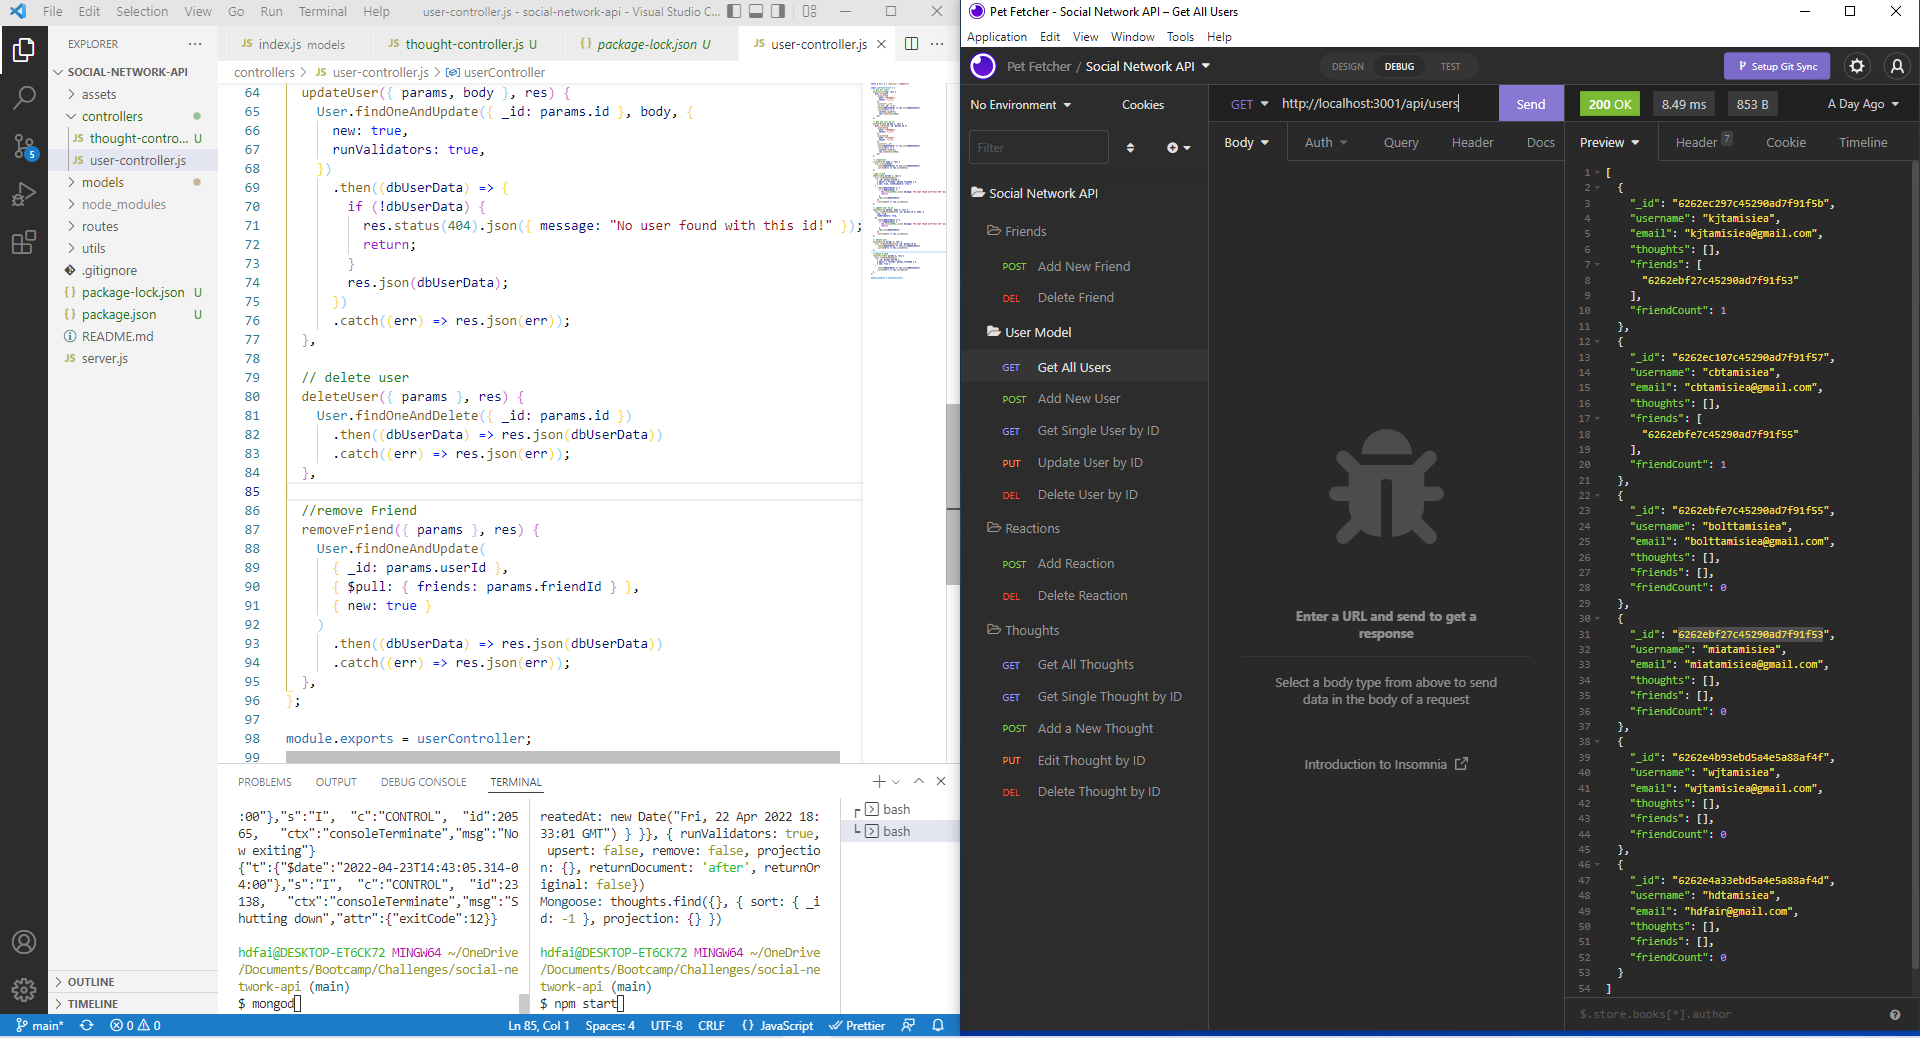 File Edit Selection View Go Run Terminal Help user-controller.js - social-network-api - Visual Studio C...
EXPLORER ...
SOCIAL-NETWORK-API
assets
controllers
thought-contro... U
user-controller.js
models
node_modules
routes
utils
.gitignore
package-lock.json U
package.json U
README.md
server.js
OUTLINE
TIMELINE
5
index.js models
thought-controller.js U
package-lock.json U
user-controller.js
controllers > JS user-controller.js > userController
64 updateUser({ params, body }, res) {
65 User.findOneAndUpdate({ _id: params.id }, body, {
66 new: true,
67 runValidators: true,
68 })
69 .then((dbUserData) => {
70 if (!dbUserData) {
71 res.status(404).json({ message: "No user found with this id!" });
72 return;
73 }
74 res.json(dbUserData);
75 })
76 .catch((err) => res.json(err));
77 },
78
79 // delete user
80 deleteUser({ params }, res) {
81 User.findOneAndDelete({ _id: params.id })
82 .then((dbUserData) => res.json(dbUserData))
83 .catch((err) => res.json(err));
84 },
85
86 //remove Friend
87 removeFriend({ params }, res) {
88 User.findOneAndUpdate(
89 { _id: params.userId },
90 { $pull: { friends: params.friendId } },
91 { new: true }
92 )
93 .then((dbUserData) => res.json(dbUserData))
94 .catch((err) => res.json(err));
95 },
96 };
97
98 module.exports = userController;
99
PROBLEMS OUTPUT DEBUG CONSOLE TERMINAL
:00"},"s":"I", "c":"CONTROL", "id":205
65, "ctx":"consoleTerminate","msg":"No
w exiting"}
{"t":{"$date":"2022-04-23T14:43:05.314-0
4:00"},"s":"I", "c":"CONTROL", "id":23
138, "ctx":"consoleTerminate","msg":"S
hutting down","attr":{"exitCode":12}}
hdfai@DESKTOP-ET6CK72 MINGW64 ~/OneDrive
/Documents/Bootcamp/Challenges/social-ne
twork-api (main)
$ mongod
reatedAt: new Date("Fri, 22 Apr 2022 18:
33:01 GMT") } }}, { runValidators: true,
upsert: false, remove: false, projectio
n: {}, returnDocument: 'after', returnOr
iginal: false})
Mongoose: thoughts.find({}, { sort: { _i
d: -1 }, projection: {} })
hdfai@DESKTOP-ET6CK72 MINGW64 ~/OneDrive
/Documents/Bootcamp/Challenges/social-ne
twork-api (main)
$ npm start
bash
bash
main* 0 0 Ln 85, Col 1 Spaces: 4 UTF-8 CRLF {} JavaScript Prettier
Pet Fetcher - Social Network API – Get All Users
Application Edit View Window Tools Help
Pet Fetcher / Social Network API
DESIGN DEBUG TEST
Setup Git Sync
No Environment Cookies
Filter
Social Network API
Friends
POST Add New Friend
DEL Delete Friend
User Model
GET Get All Users
POST Add New User
GET Get Single User by ID
PUT Update User by ID
DEL Delete User by ID
Reactions
POST Add Reaction
DEL Delete Reaction
Thoughts
GET Get All Thoughts
GET Get Single Thought by ID
POST Add a New Thought
PUT Edit Thought by ID
DEL Delete Thought by ID
GET http://localhost:3001/api/users Send
Body Auth Query Header Docs
Enter a URL and send to get a
response
Select a body type from above to send
data in the body of a request
Introduction to Insomnia
200 OK 8.49 ms 853 B A Day Ago
Preview Header 7 Cookie Timeline
1 [
2 {
3 "_id": "6262ec297c45290ad7f91f5b",
4 "username": "kjtamisiea",
5 "email": "kjtamisiea@gmail.com",
6 "thoughts": [],
7 "friends": [
8 "6262ebf27c45290ad7f91f53"
9 ],
10 "friendCount": 1
11 },
12 {
13 "_id": "6262ec107c45290ad7f91f57",
14 "username": "cbtamisiea",
15 "email": "cbtamisiea@gmail.com",
16 "thoughts": [],
17 "friends": [
18 "6262ebfe7c45290ad7f91f55"
19 ],
20 "friendCount": 1
21 },
22 {
23 "_id": "6262ebfe7c45290ad7f91f55",
24 "username": "bolttamisiea",
25 "email": "bolttamisiea@gmail.com",
26 "thoughts": [],
27 "friends": [],
28 "friendCount": 0
29 },
30 {
31 "_id": "6262ebf27c45290ad7f91f53",
32 "username": "miatamisiea",
33 "email": "miatamisiea@gmail.com",
34 "thoughts": [],
35 "friends": [],
36 "friendCount": 0
37 },
38 {
39 "_id": "6262e4b93ebd5a4e5a88af4f",
40 "username": "wjtamisiea",
41 "email": "wjtamisiea@gmail.com",
42 "thoughts": [],
43 "friends": [],
44 "friendCount": 0
45 },
46 {
47 "_id": "6262e4a33ebd5a4e5a88af4d",
48 "username": "hdtamisiea",
49 "email": "hdfair@gmail.com",
50 "thoughts": [],
51 "friends": [],
52 "friendCount": 0
53 }
54 ]
$.store.books[*].author